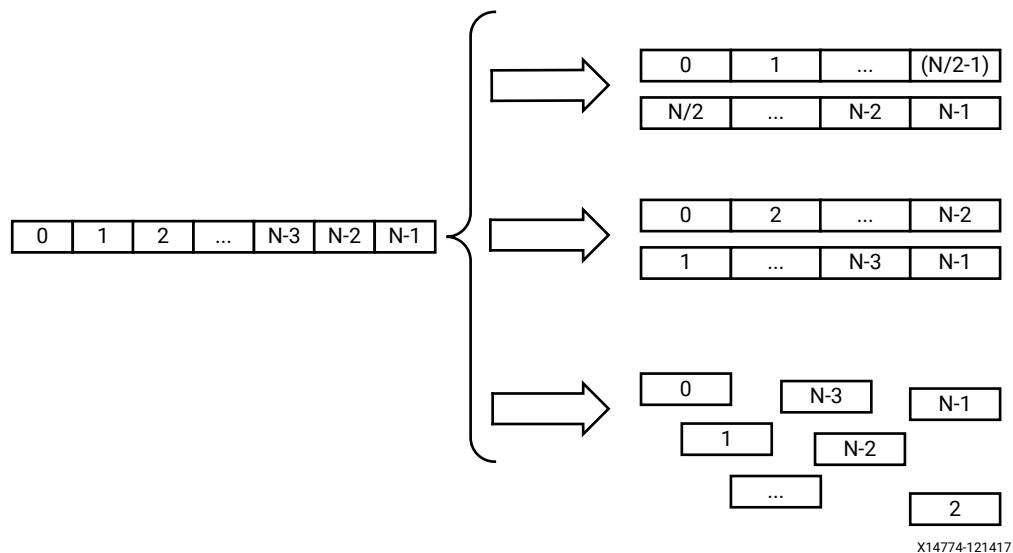 0 1 ... (N/2-1)
N/2 ... N-2 N-1
0 1 2 ... N-3 N-2 N-1
0 2 ... N-2
1 ... N-3 N-1
0 N-3 N-1
1 N-2
... 2
X14774-121417